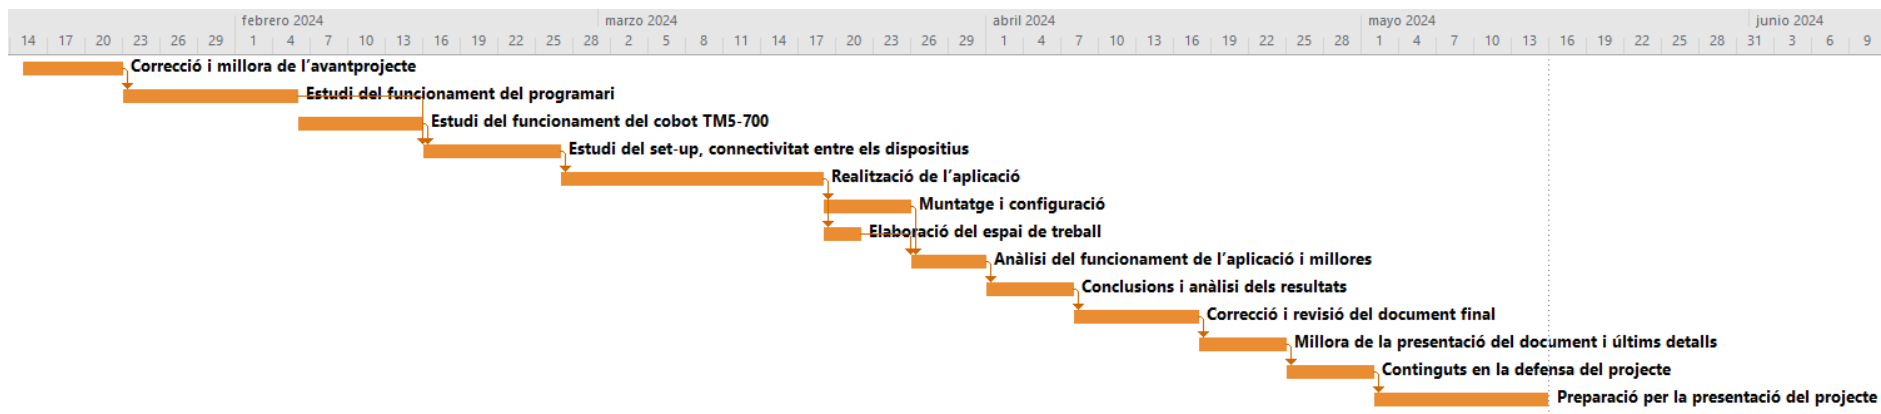 febrero 2024 marzo 2024 abril 2024 mayo 2024 junio 2024
14 17 20 23 26 29 1 4 7 10 13 16 19 22 25 28 2 5 8 11 14 17 20 23 26 29 1 4 7 10 13 16 19 22 25 28 1 4 7 10 13 16 19 22 25 28 31 3 6 9
Correcció i millora de l'avantprojecte
Estudi del funcionament del programari
Estudi del funcionament del cobot TM5-700
Estudi del set-up, connectivitat entre els dispositius
Realització de l'aplicació
Muntatge i configuració
Elaboració del espai de treball
Anàlisi del funcionament de l'aplicació i millores
Conclusions i anàlisi dels resultats
Correcció i revisió del document final
Millora de la presentació del document i últims detalls
Continguts en la defensa del projecte
Preparació per la presentació del projecte